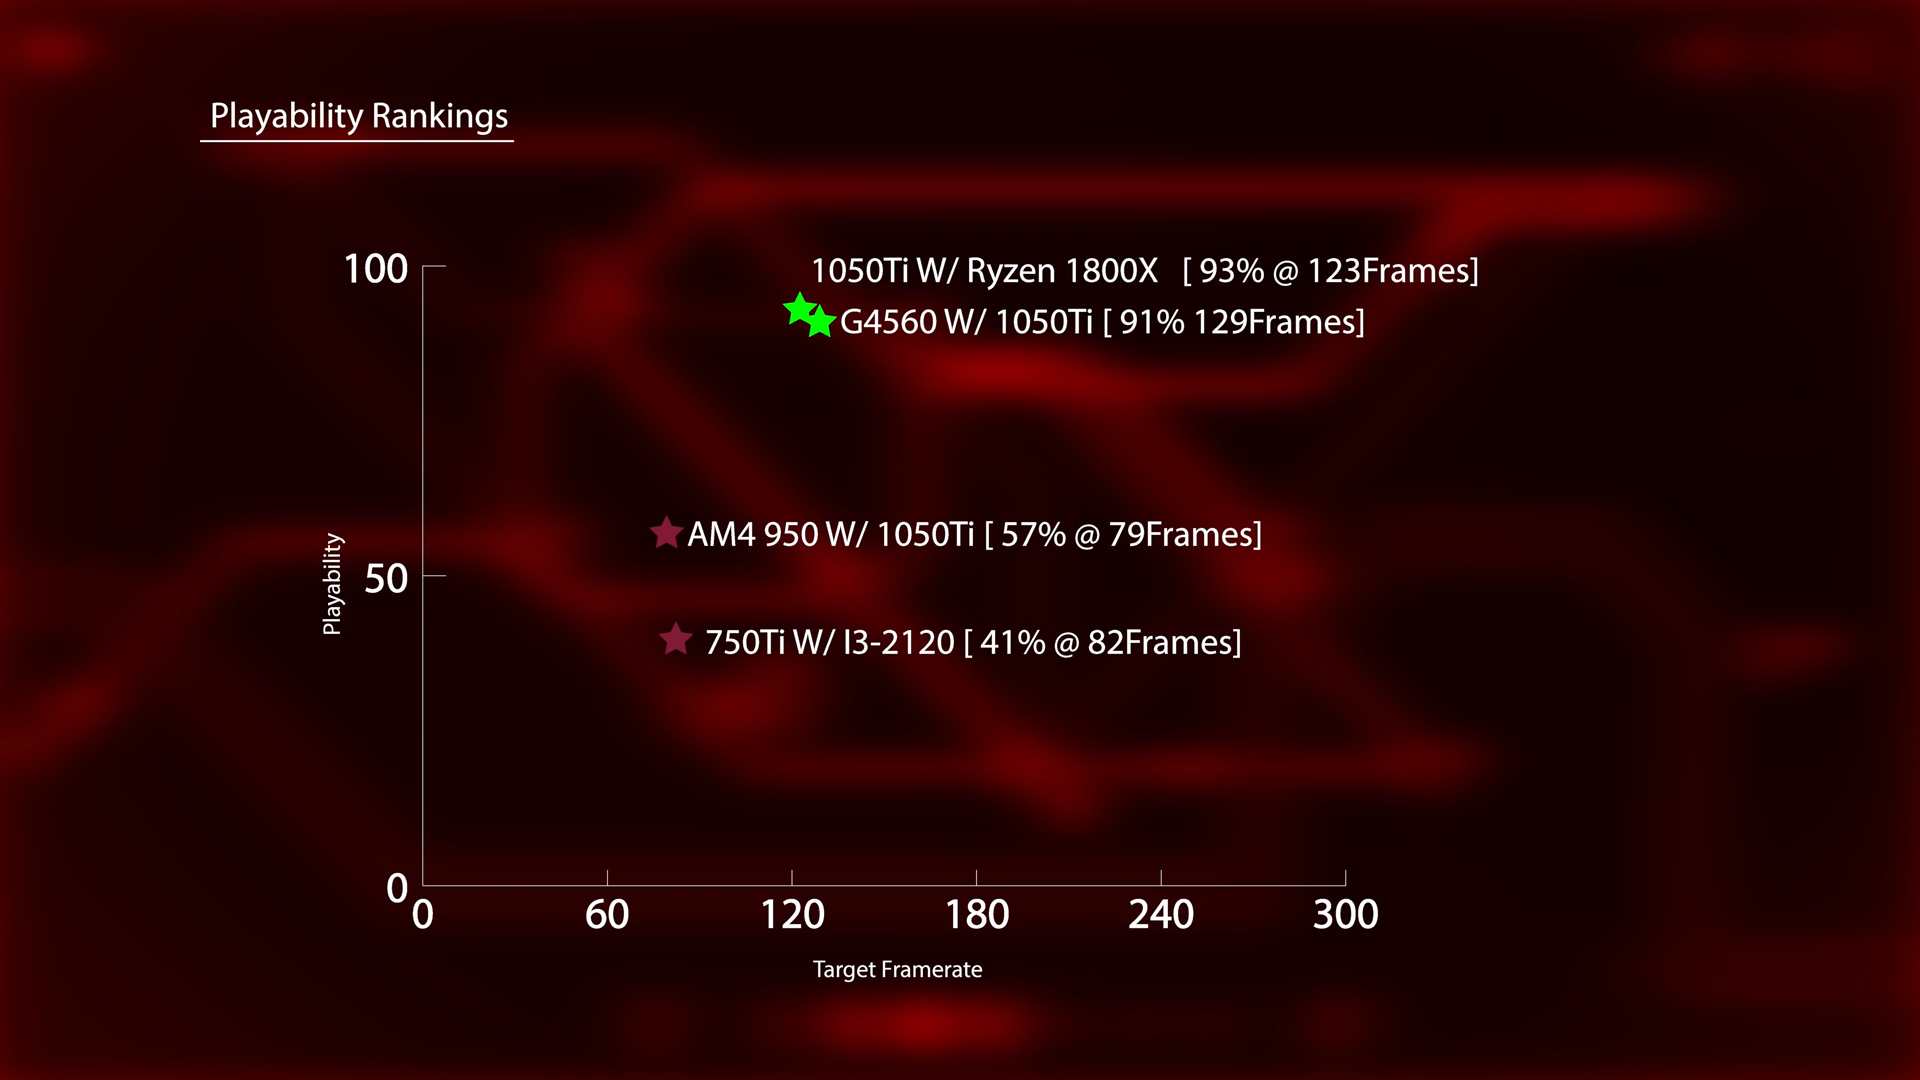 Playability Rankings
100
1050Ti W/ Ryzen 1800X [ 93% @ 123Frames]
G4560 W/ 1050Ti [ 91% 129Frames]
AM4 950 W/ 1050Ti [ 57% @ 79Frames]
50
Playability
750Ti W/ I3-2120 [ 41% @ 82Frames]
0
0 60 120 180 240 300
Target Framerate